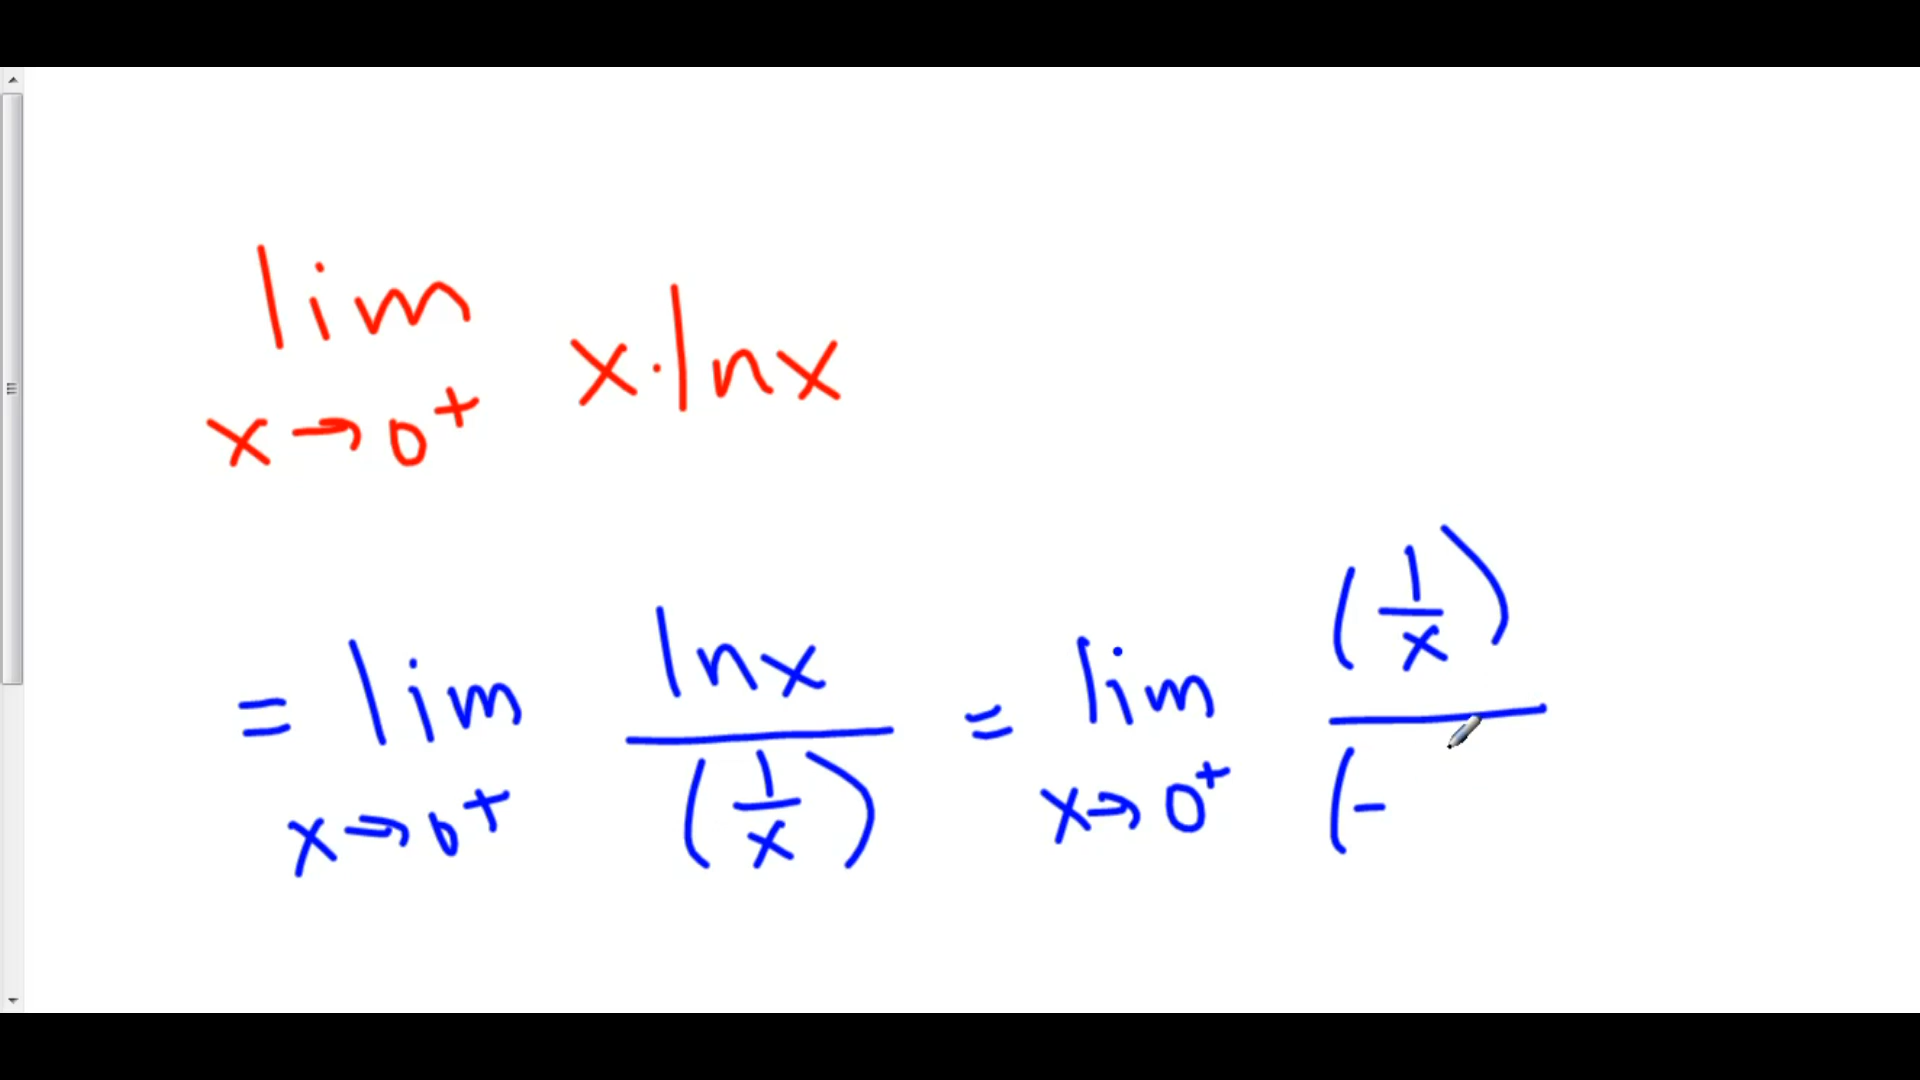 lim x→0⁺ x·lnx
= lim x→0⁺ lnx / (1/x) = lim x→0⁺ (1/x) / (-